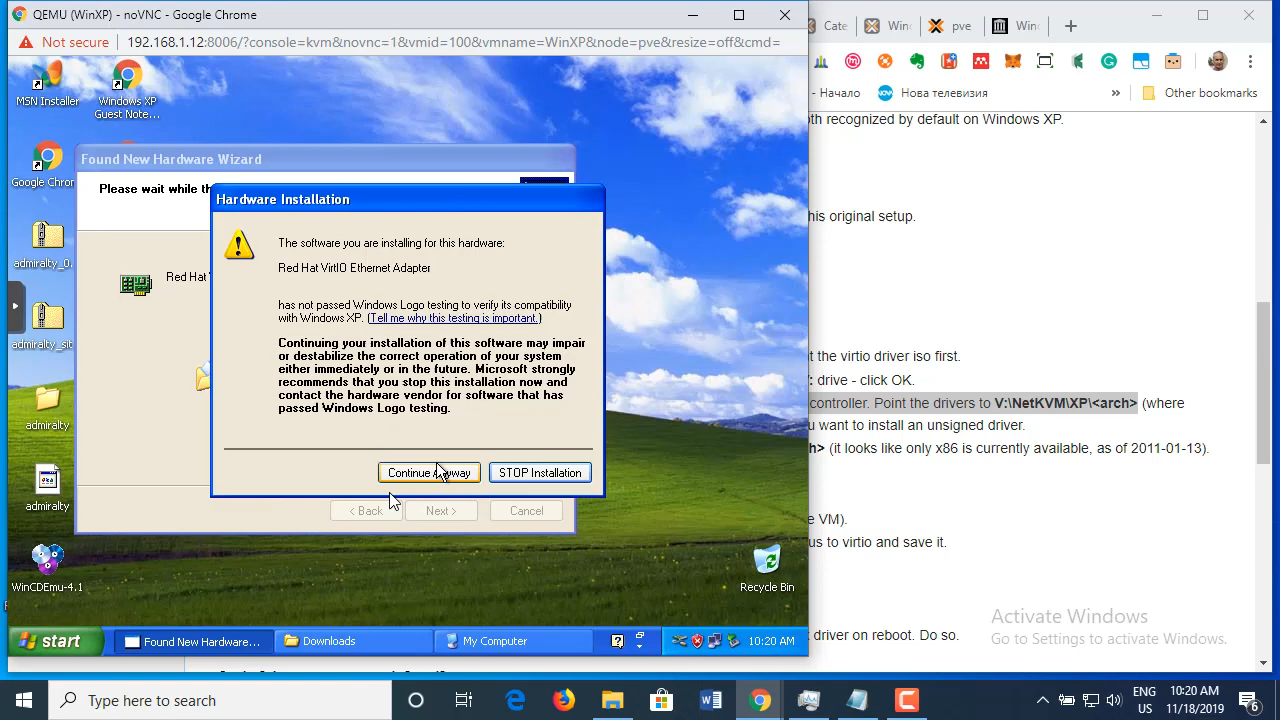 QEMU (WinXP) - noVNC - Google Chrome
Not secure 192.168.1.12:8006/?console=kvm&novnc=1&vmid=100&vmname=WinXP&node=pve&resize=off&cmd=
Cate
Winc
pve
Winc
- Начало
Нова телевизия
»
Other bookmarks
MSN Installer
Windows XP
Guest Note...
Google Chron
admiralty_0.
admiralty_sit
admiralty
admiralty
WinCDEmu-4.1
Recycle Bin
Found New Hardware Wizard
Please wait while th
Red Hat V
Hardware Installation
The software you are installing for this hardware:
Red Hat VirtIO Ethernet Adapter
has not passed Windows Logo testing to verify its compatibility
with Windows XP. (Tell me why this testing is important.)
Continuing your installation of this software may impair
or destabilize the correct operation of your system
either immediately or in the future. Microsoft strongly
recommends that you stop this installation now and
contact the hardware vendor for software that has
passed Windows Logo testing.
Continue Anyway
STOP Installation
< Back
Next >
Cancel
start
Found New Hardware...
Downloads
My Computer
10:20 AM
oth recognized by default on Windows XP.
his original setup.
t the virtio driver iso first.
: drive - click OK.
controller. Point the drivers to V:\NetKVM\XP\<arch> (where
u want to install an unsigned driver.
h> (it looks like only x86 is currently available, as of 2011-01-13).
e VM).
us to virtio and save it.
driver on reboot. Do so.
Activate Windows
Go to Settings to activate Windows.
Type here to search
ENG
US
10:20 AM
11/18/2019
6